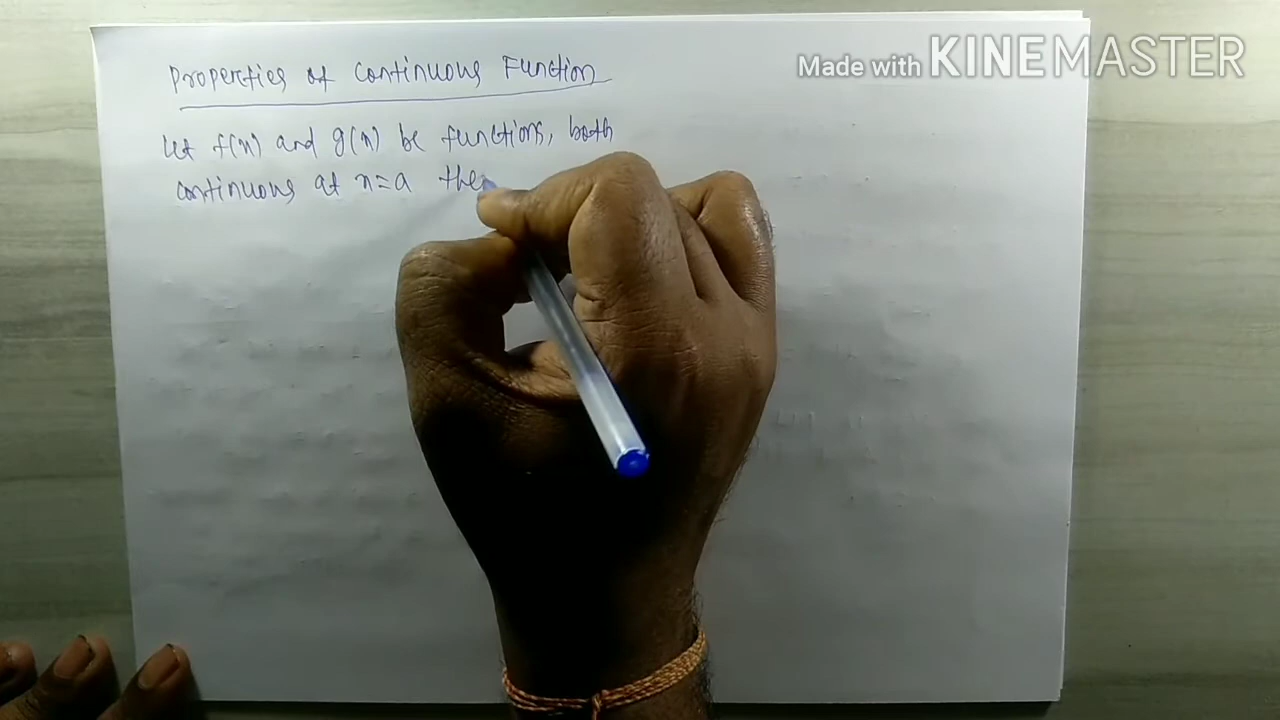 Made with KINEMASTER
Properties of Continuous Function
Let f(x) and g(x) be functions, both
continuous at x=a the